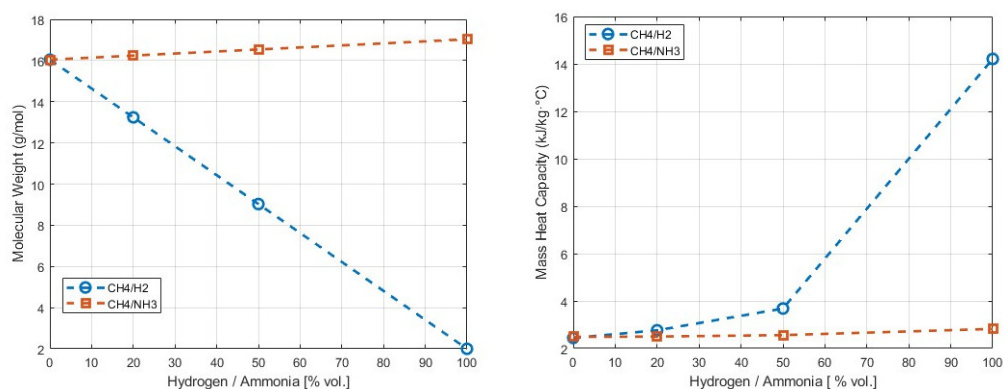 18
16
14
12
10
8
6
4
2
Molecular Weight (g/mol)
CH4/H2
CH4/NH3
0 10 20 30 40 50 60 70 80 90 100
Hydrogen / Ammonia [% vol.]
16
14
12
10
8
6
4
2
Mass Heat Capacity (kJ/kg·°C)
CH4/H2
CH4/NH3
0 10 20 30 40 50 60 70 80 90 100
Hydrogen / Ammonia [% vol.]